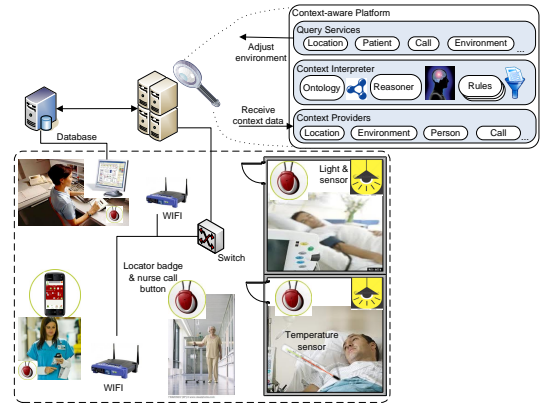 Context-aware Platform
Query Services
Location
Patient
Call
Environment
...
Adjust
environment
Context Interpreter
Ontology
Reasoner
Rules
Receive
context data
Context Providers
Location
Environment
Person
Call
...
Database
WIFI
Switch
Light &
sensor
Locator badge
& nurse call
button
Temperature
sensor
WIFI